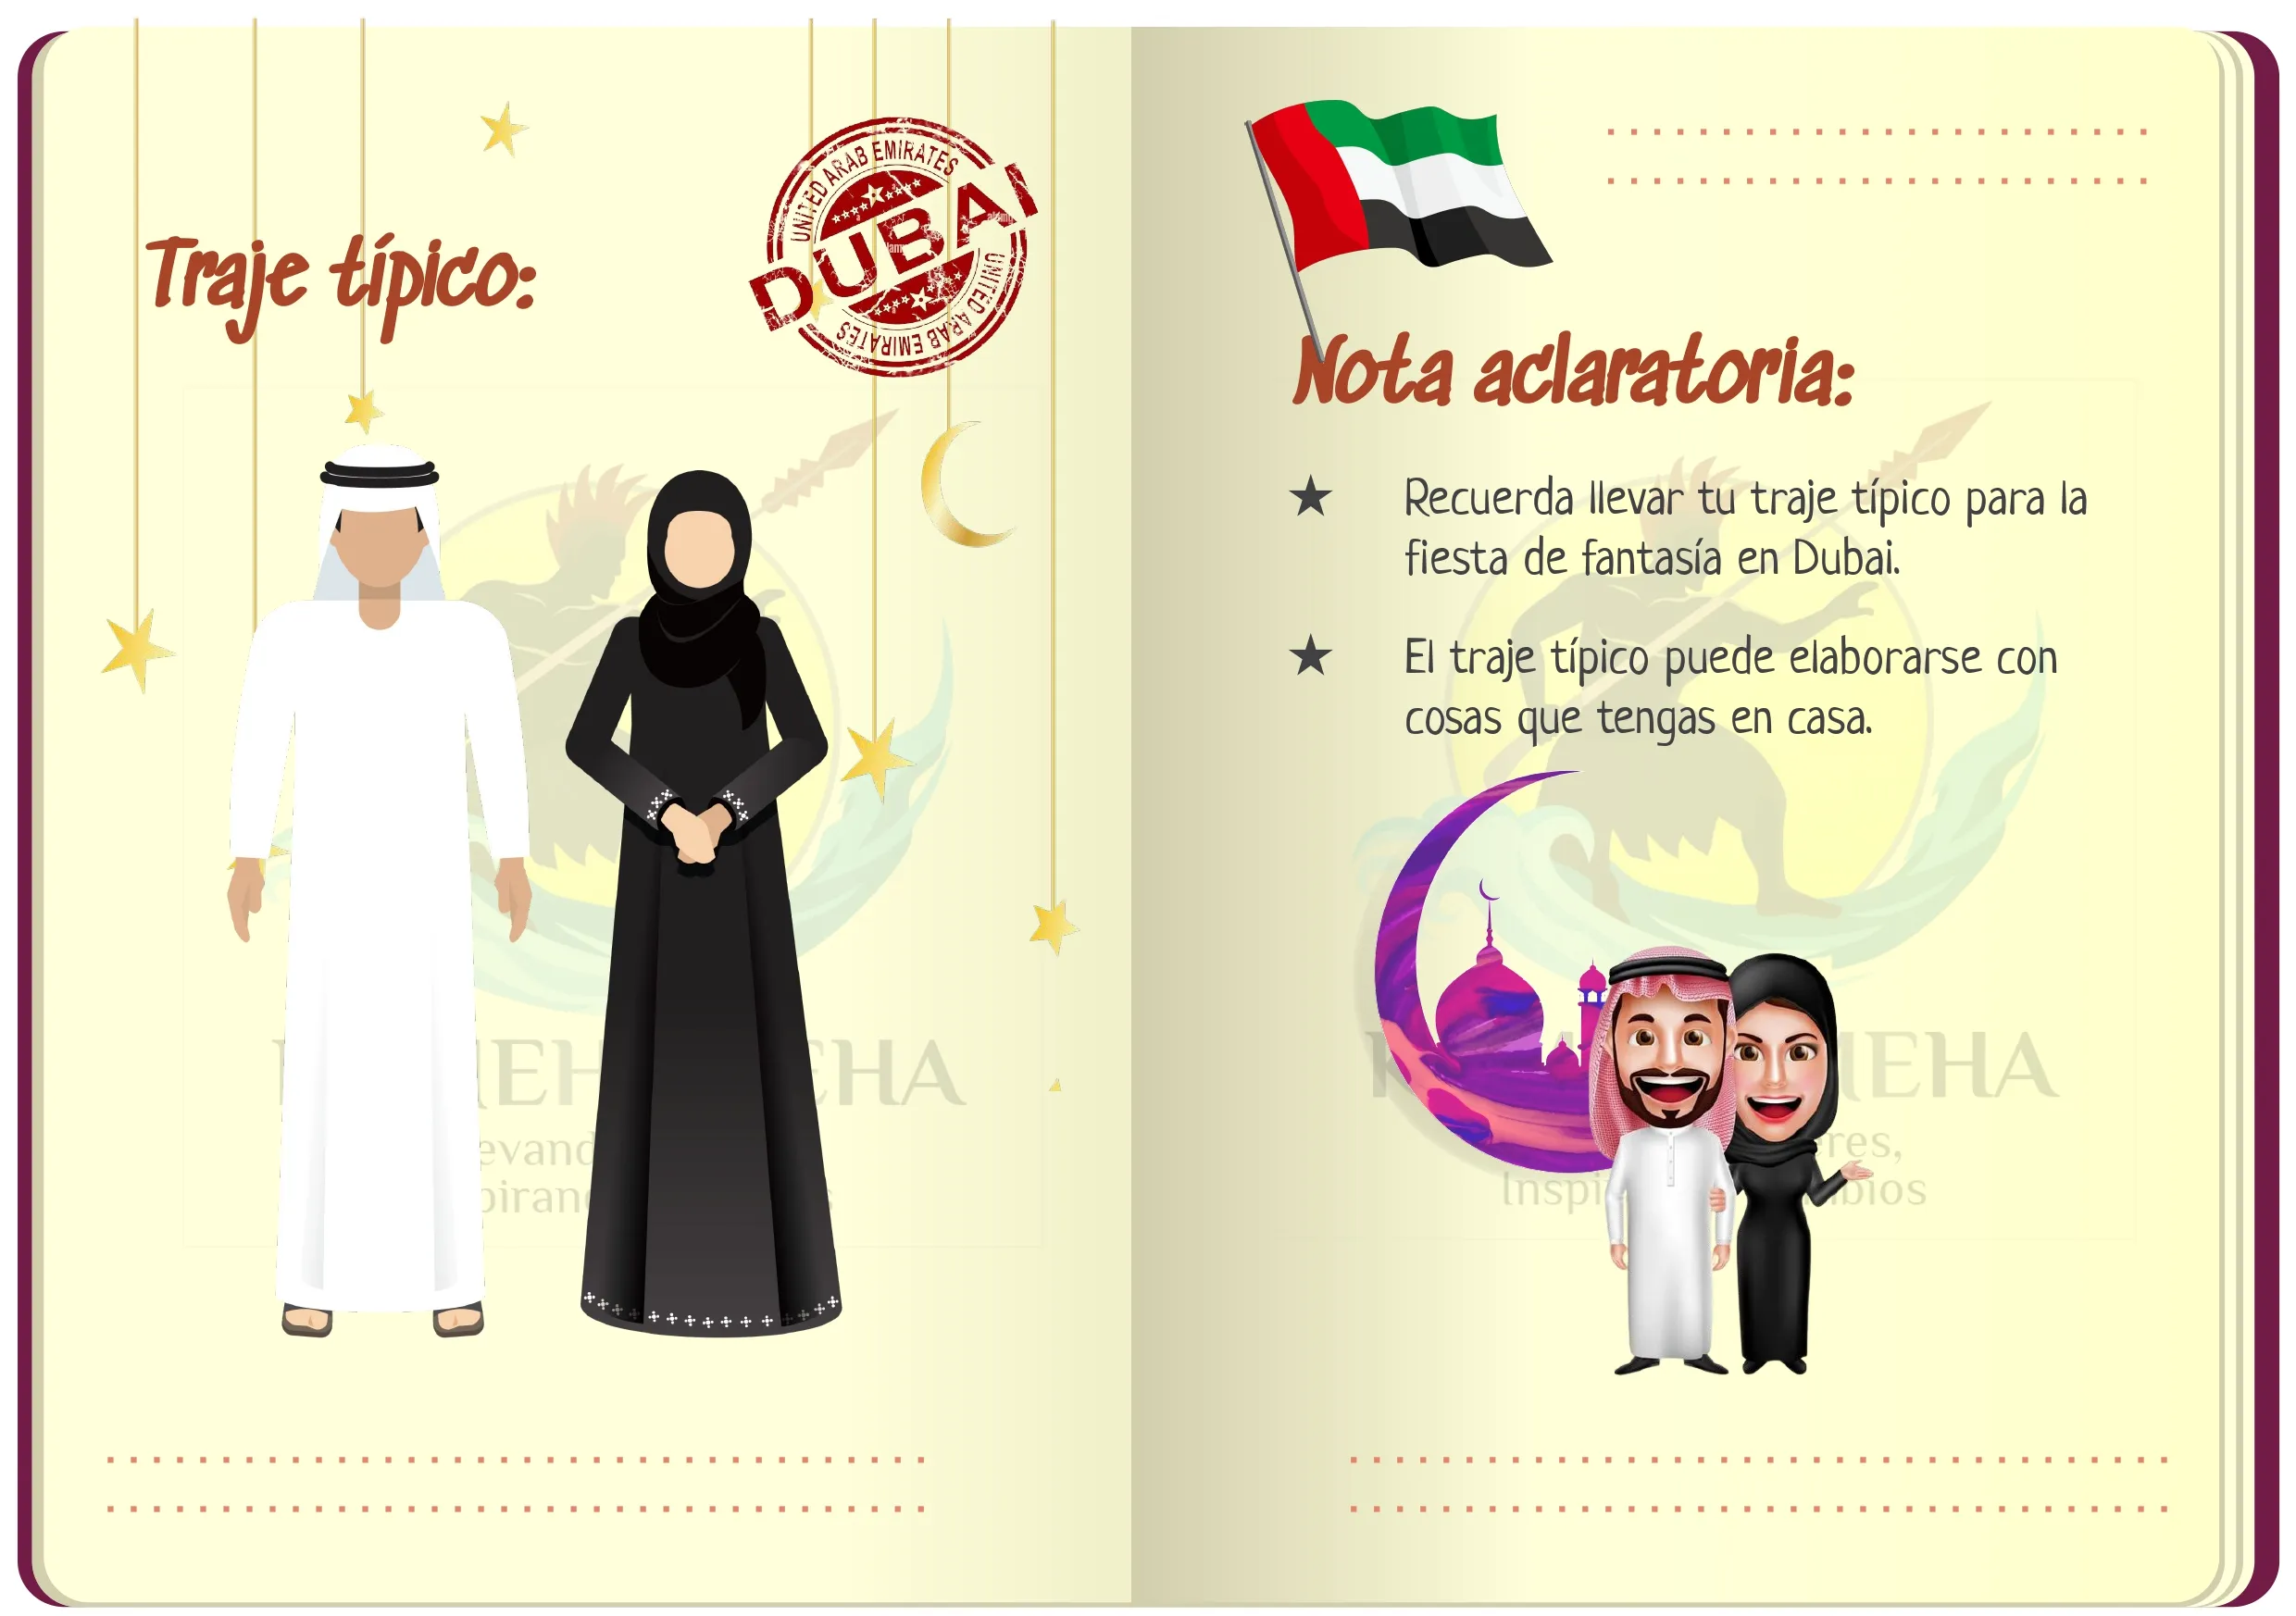 Traje típico:
UNITED ARAB EMIRATES
DUBAI
UNITED ARAB EMIRATES
Nota aclaratoria:
★ Recuerda llevar tu traje típico para la
fiesta de fantasía en Dubai.
★ El traje típico puede elaborarse con
cosas que tengas en casa.